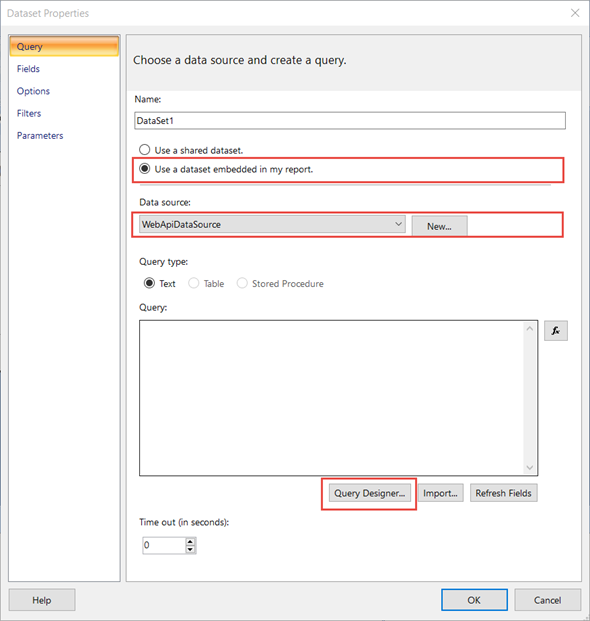 Dataset Properties
Query
Fields
Options
Filters
Parameters
Choose a data source and create a query.
Name:
DataSet1
Use a shared dataset.
Use a dataset embedded in my report.
Data source:
WebApiDataSource
New...
Query type:
Text Table Stored Procedure
Query:
fx
Query Designer... Import... Refresh Fields
Time out (in seconds):
0
Help OK Cancel